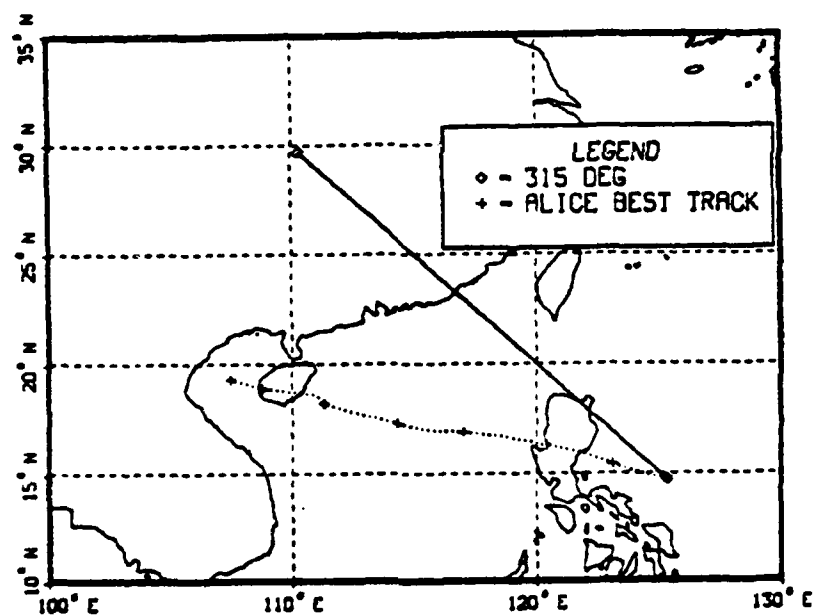 35° N
30° N
25° N
20° N
15° N
10° N
LEGEND
◇ - 315 DEG
+ - ALICE BEST TRACK
100° E
110° E
120° E
130° E